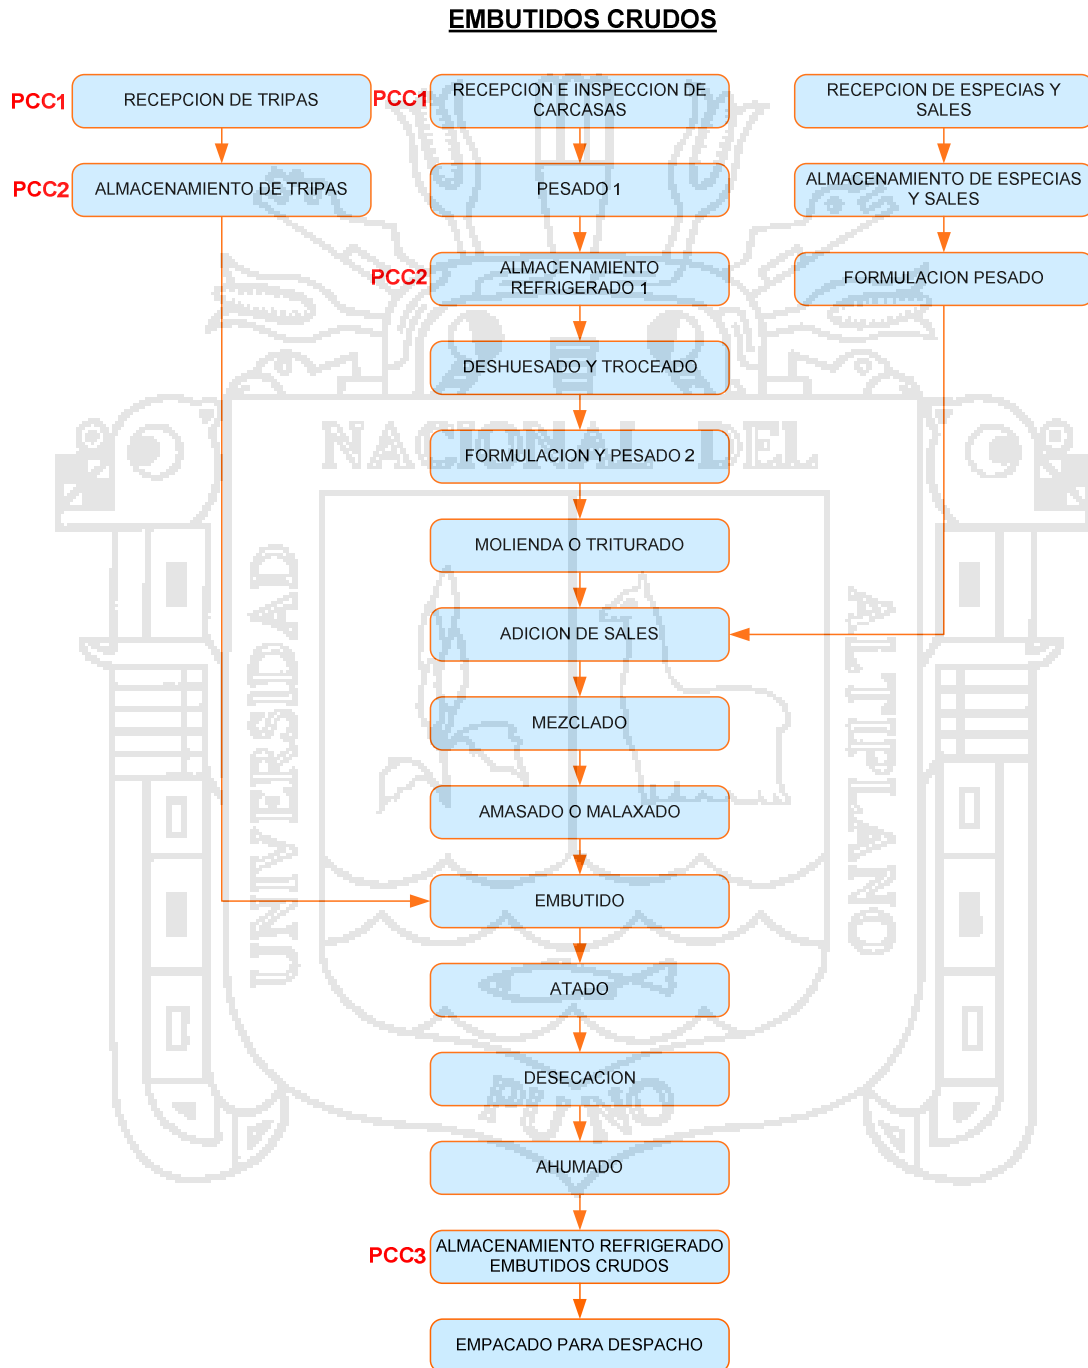 EMBUTIDOS CRUDOS
PCC1
RECEPCION DE TRIPAS
PCC1
RECEPCION E INSPECCION DE
CARCASAS
RECEPCION DE ESPECIAS Y
SALES
PCC2
ALMACENAMIENTO DE TRIPAS
PESADO 1
ALMACENAMIENTO DE ESPECIAS
Y SALES
PCC2
ALMACENAMIENTO
REFRIGERADO 1
FORMULACION PESADO
DESHUESADO Y TROCEADO
FORMULACION Y PESADO 2
MOLIENDA O TRITURADO
ADICION DE SALES
MEZCLADO
AMASADO O MALAXADO
EMBUTIDO
ATADO
DESECACION
AHUMADO
PCC3
ALMACENAMIENTO REFRIGERADO
EMBUTIDOS CRUDOS
EMPACADO PARA DESPACHO
UNIVERSIDAD
NACIONAL DEL
ALTIPLANO
PUNO